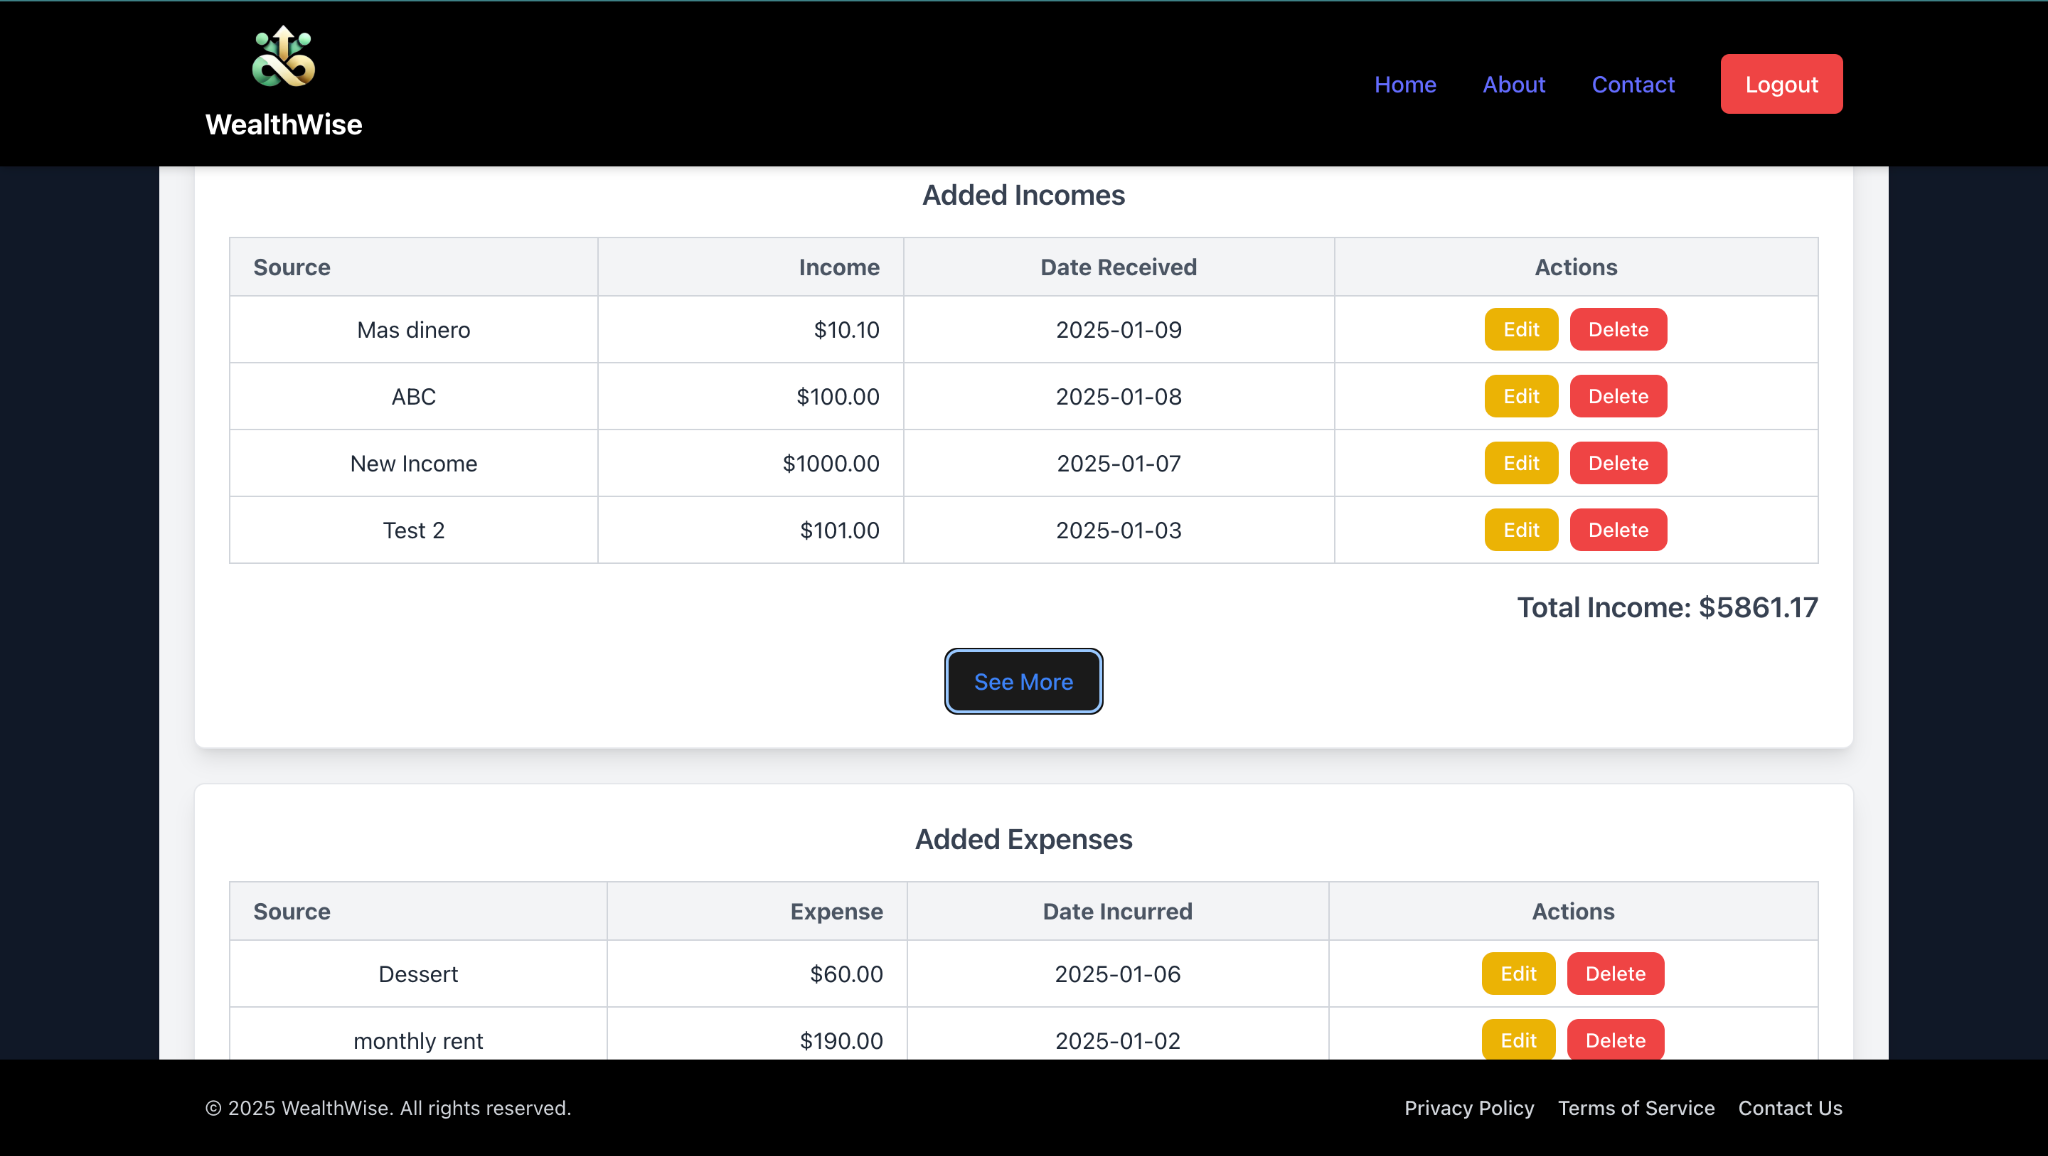 WealthWise
Home About Contact Logout
Added Incomes
Source Income Date Received Actions
Mas dinero $10.10 2025-01-09 Edit Delete
ABC $100.00 2025-01-08 Edit Delete
New Income $1000.00 2025-01-07 Edit Delete
Test 2 $101.00 2025-01-03 Edit Delete
Total Income: $5861.17
See More
Added Expenses
Source Expense Date Incurred Actions
Dessert $60.00 2025-01-06 Edit Delete
monthly rent $190.00 2025-01-02 Edit Delete
© 2025 WealthWise. All rights reserved.
Privacy Policy Terms of Service Contact Us